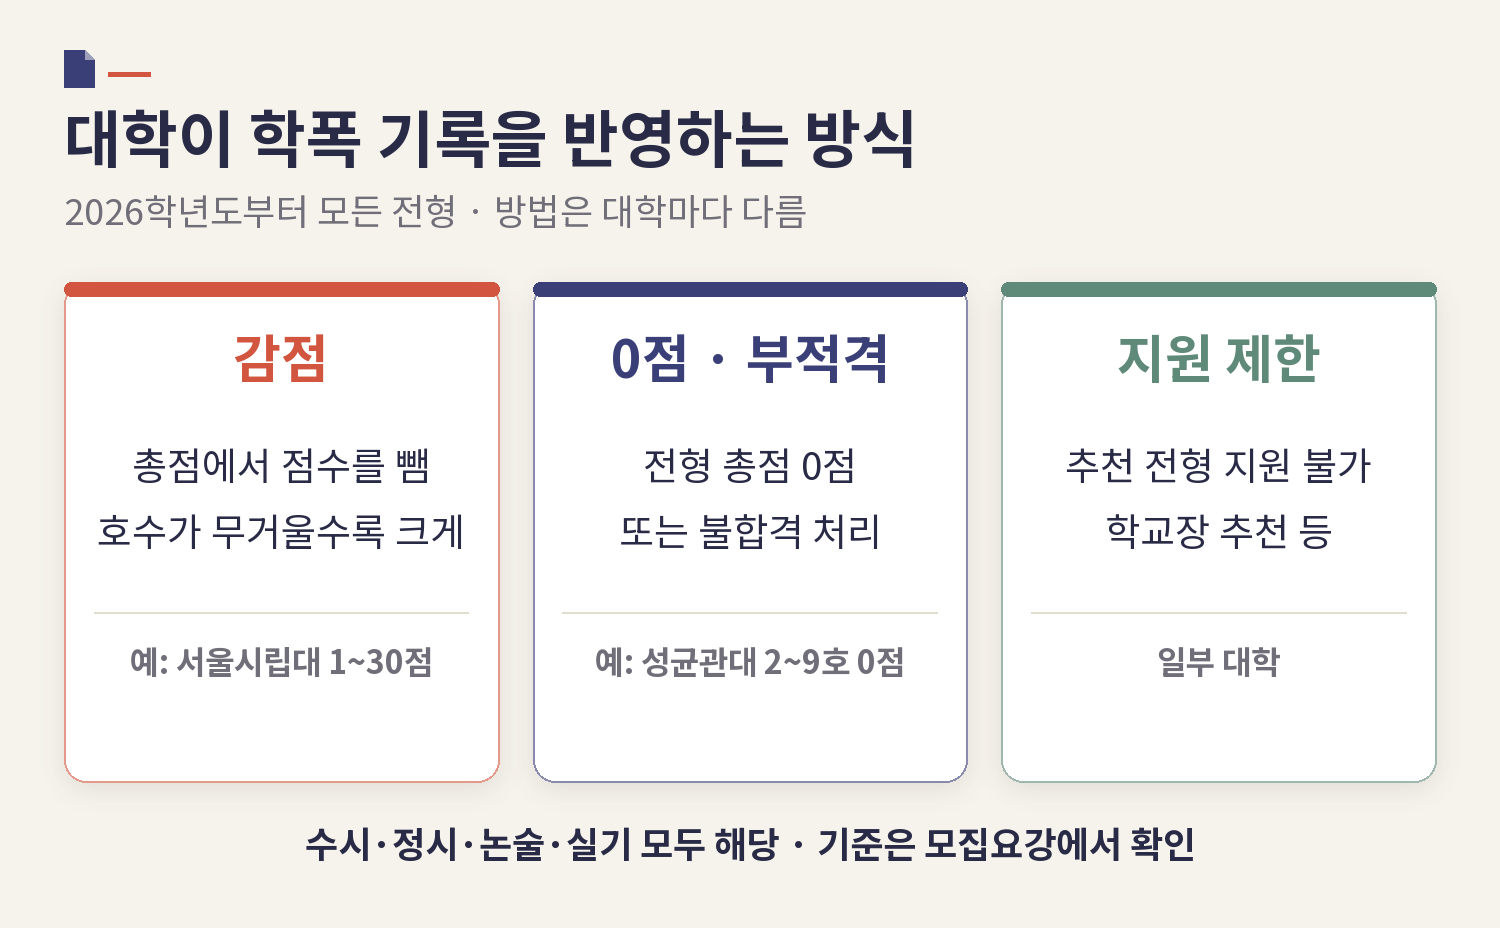 대학이 학폭 기록을 반영하는 방식
2026학년도부터 모든 전형 · 방법은 대학마다 다름
감점
총점에서 점수를 뺌
호수가 무거울수록 크게
예: 서울시립대 1~30점
0점 · 부적격
전형 총점 0점
또는 불합격 처리
예: 성균관대 2~9호 0점
지원 제한
추천 전형 지원 불가
학교장 추천 등
일부 대학
수시·정시·논술·실기 모두 해당 · 기준은 모집요강에서 확인